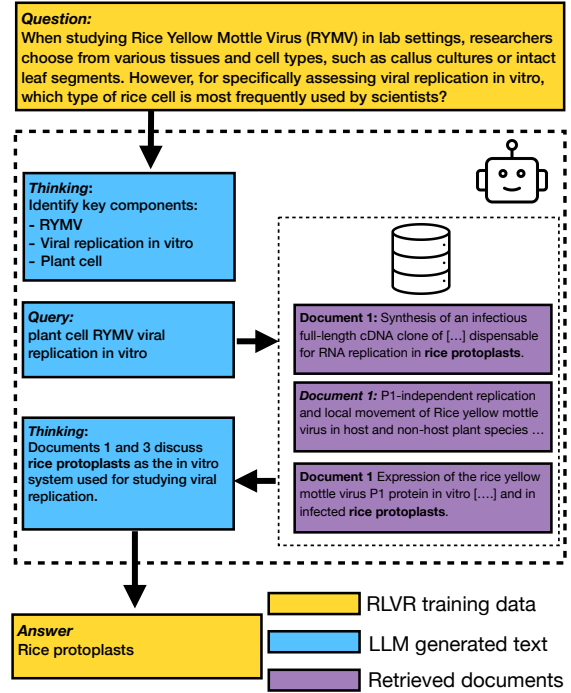 Question:
When studying Rice Yellow Mottle Virus (RYMV) in lab settings, researchers
choose from various tissues and cell types, such as callus cultures or intact
leaf segments. However, for specifically assessing viral replication in vitro,
which type of rice cell is most frequently used by scientists?
Thinking:
Identify key components:
- RYMV
- Viral replication in vitro
- Plant cell
Query:
plant cell RYMV viral
replication in vitro
Document 1: Synthesis of an infectious
full-length cDNA clone of [...] dispensable
for RNA replication in rice protoplasts.
Document 1: P1-independent replication
and local movement of Rice yellow mottle
virus in host and non-host plant species ...
Document 1 Expression of the rice yellow
mottle virus P1 protein in vitro [....] and in
infected rice protoplasts.
Thinking:
Documents 1 and 3 discuss
rice protoplasts as the in vitro
system used for studying viral
replication.
Answer
Rice protoplasts
RLVR training data
LLM generated text
Retrieved documents